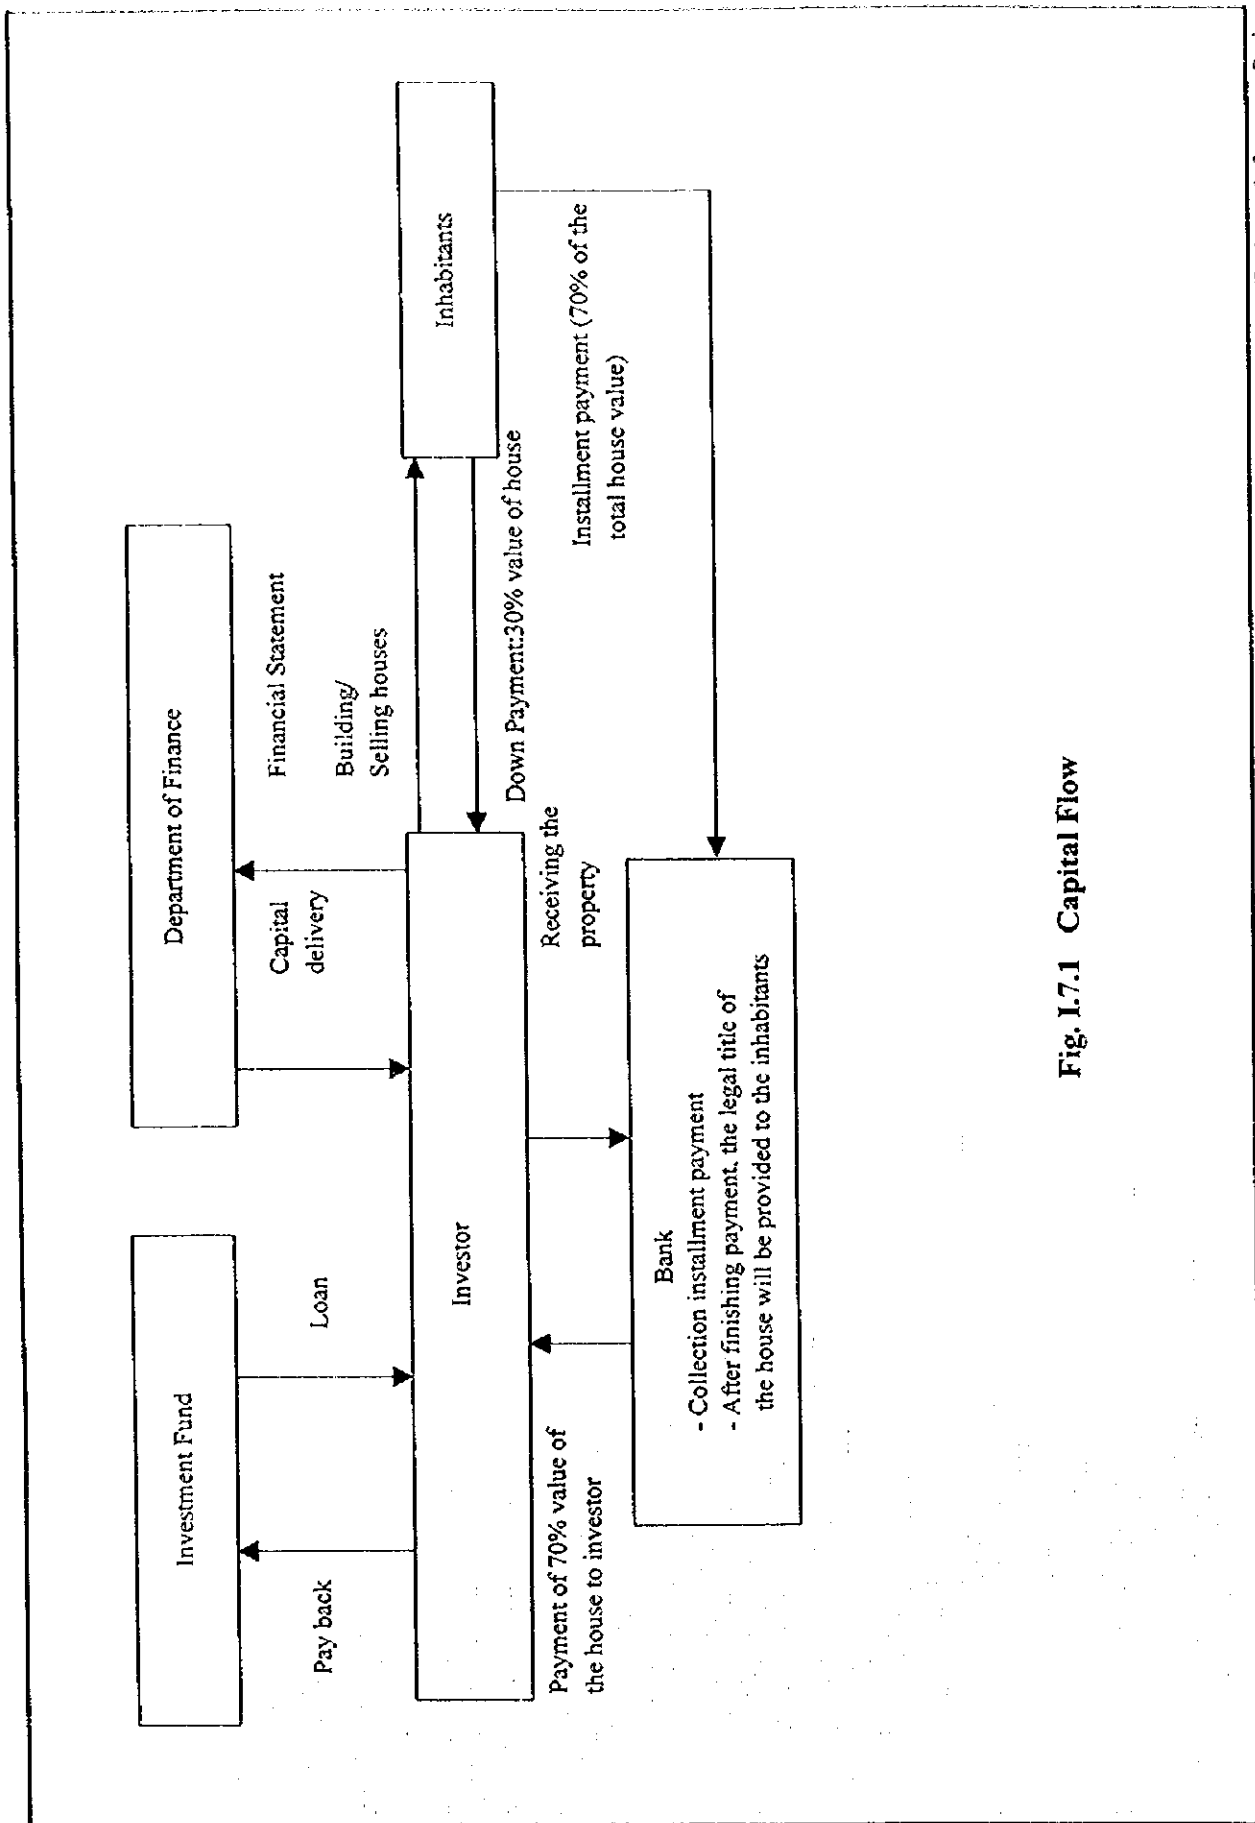 Investment Fund
Department of Finance
Pay back
Loan
Capital
delivery
Financial Statement
Building/
Selling houses
Investor
Inhabitants
Down Payment:30% value of house
Payment of 70% value of
the house to investor
Receiving the
property
Installment payment (70% of the
total house value)
Bank
- Collection installment payment
- After finishing payment, the legal title of
the house will be provided to the inhabitants
Fig. I.7.1 Capital Flow